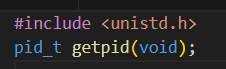 #include <unistd.h>
pid_t getpid(void);